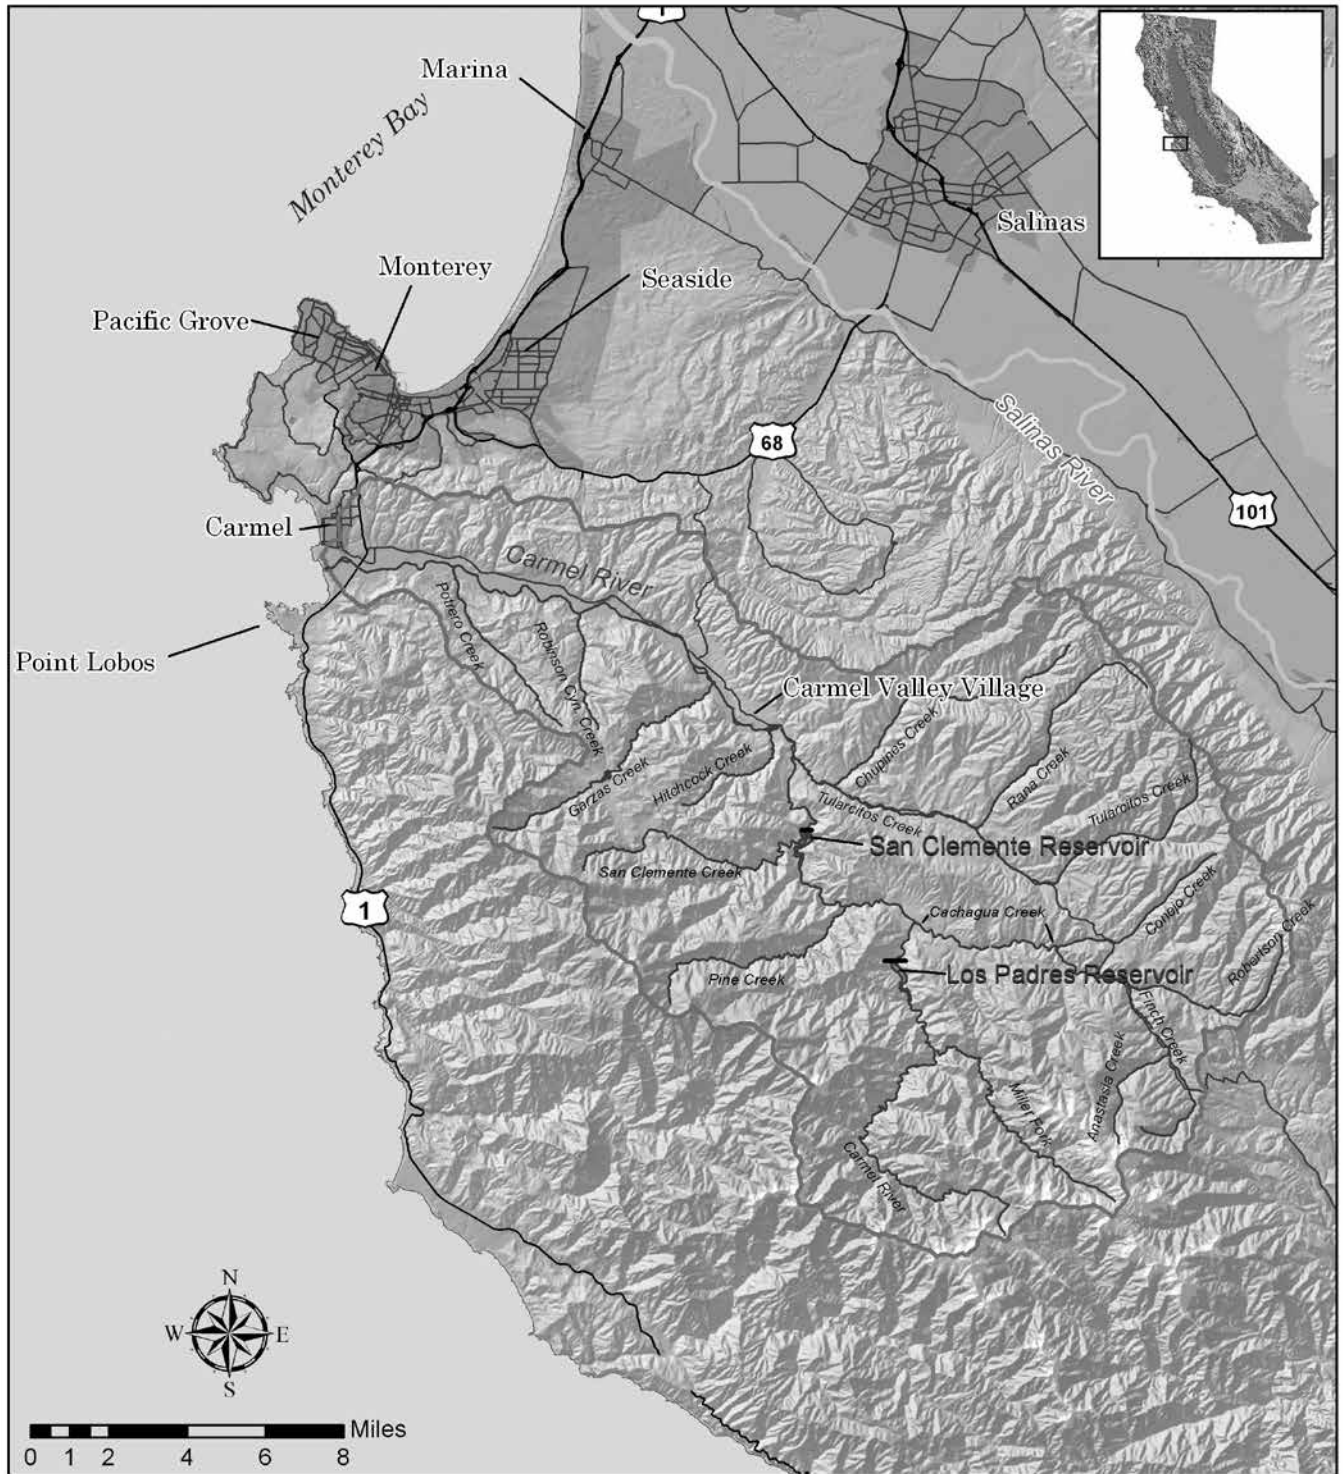 1
Marina
Monterey Bay
Salinas
Monterey
Seaside
Pacific Grove
Salinas River
68
101
Carmel
Carmel River
Potrero Creek
Robinson Cyn. Creek
Point Lobos
Carmel Valley Village
Chupines Creek
Rana Creek
Garzas Creek
Hitchcock Creek
Tularcitos Creek
Tularcitos Creek
San Clemente Reservoir
San Clemente Creek
1
Cachagua Creek
Conejo Creek
Robertson Creek
Pine Creek
Los Padres Reservoir
Finch Creek
Anastasia Creek
Miller Fork
Carmel River
N
W
E
S
Miles
0 1 2 4 6 8